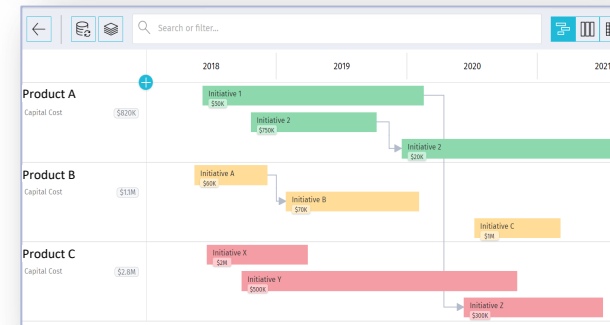 Search or filter...
2018 2019 2020 2021
Product A
Capital Cost $820K
Initiative 1
$50K
Initiative 2
$750K
Initiative 2
$20K
Product B
Capital Cost $1.1M
Initiative A
$60K
Initiative B
$70K
Initiative C
$1M
Product C
Capital Cost $2.8M
Initiative X
$2M
Initiative Y
$500K
Initiative Z
$300K